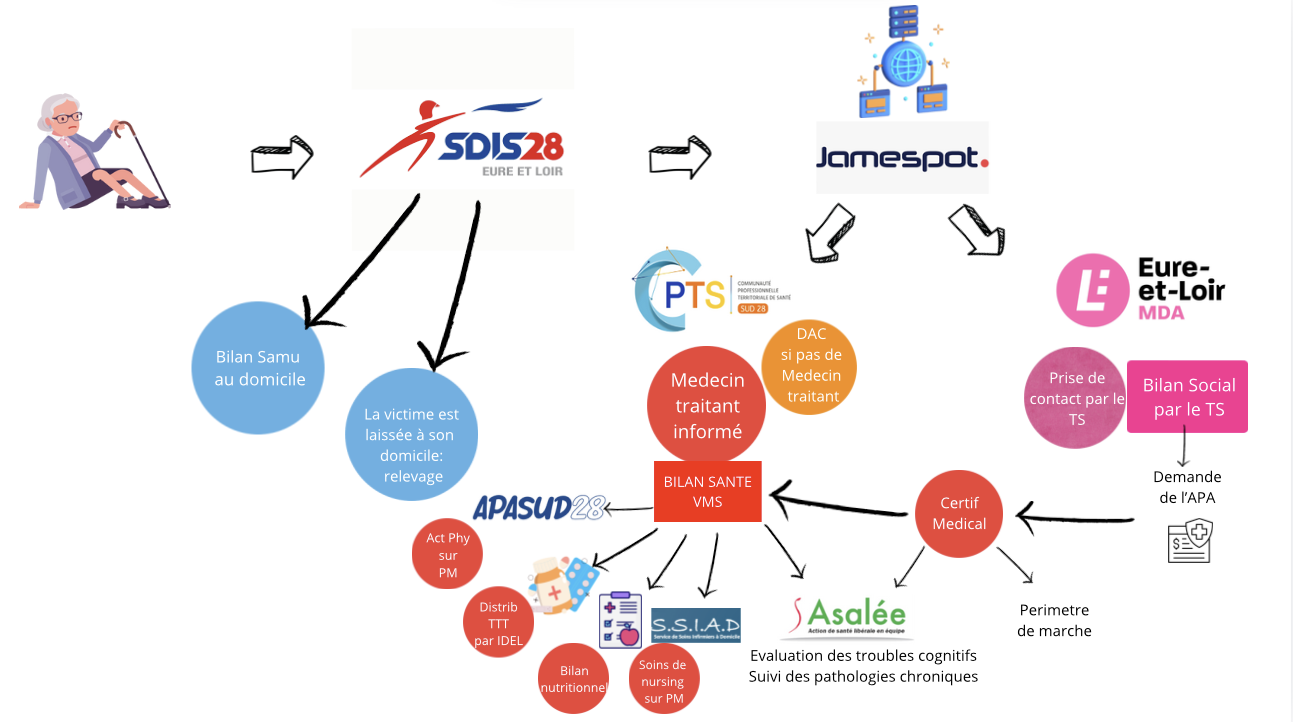 SDIS28
EURE ET LOIR
Jamespot.
CPTS
COMMUNAUTÉ
PROFESSIONNELLE
TERRITORIALE DE SANTÉ
SUD 28
Eure-
et-Loir
MDA
Bilan Samu
au domicile
La victime est
laissée à son
domicile:
relevage
Medecin
traitant
informé
DAC
si pas de
Medecin
traitant
Prise de
contact par le
TS
Bilan Social
par le TS
Demande
de l'APA
Certif
Medical
BILAN SANTE
VMS
APASUD28
Act Phy
sur
PM
Distrib
TTT
par IDEL
Bilan
nutritionnel
S.S.I.A.D
Service de Soins Infirmiers à Domicile
Soins de
nursing
sur PM
Asalée
Action de santé libérale en équipe
Evaluation des troubles cognitifs
Suivi des pathologies chroniques
Perimetre
de marche